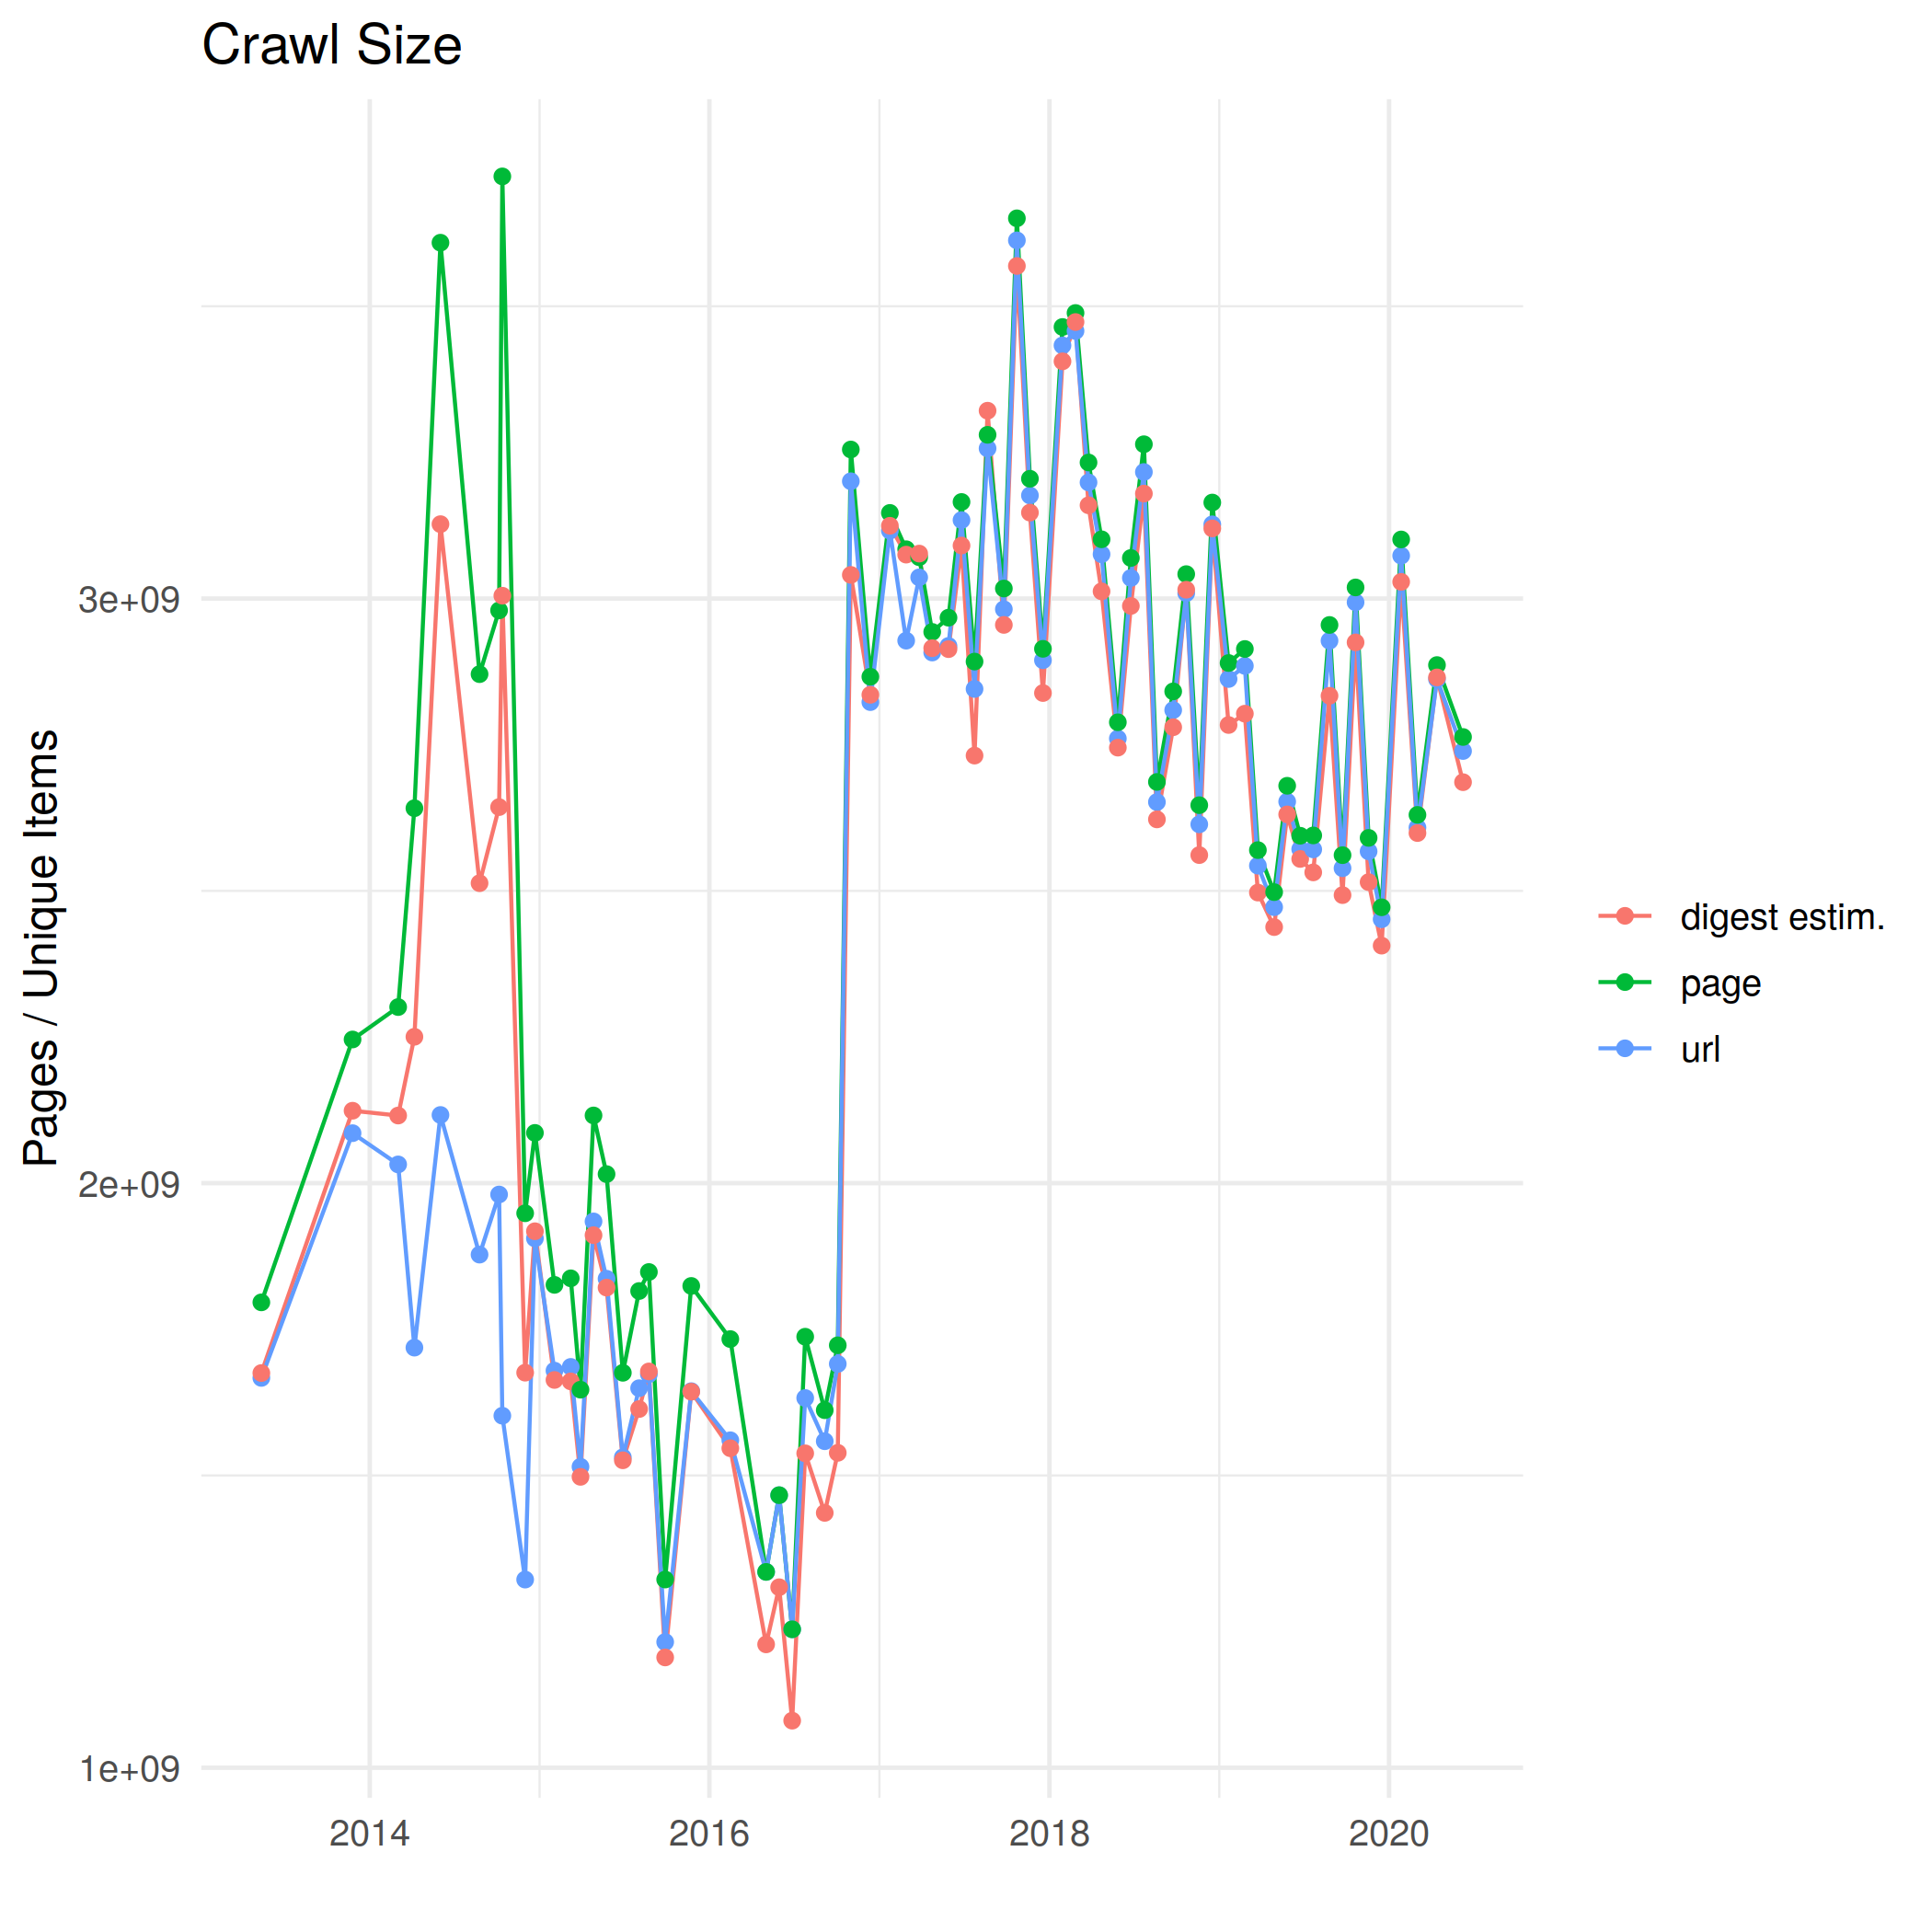 Crawl Size
Pages / Unique Items
3e+09
2e+09
1e+09
2014
2016
2018
2020
digest estim.
page
url